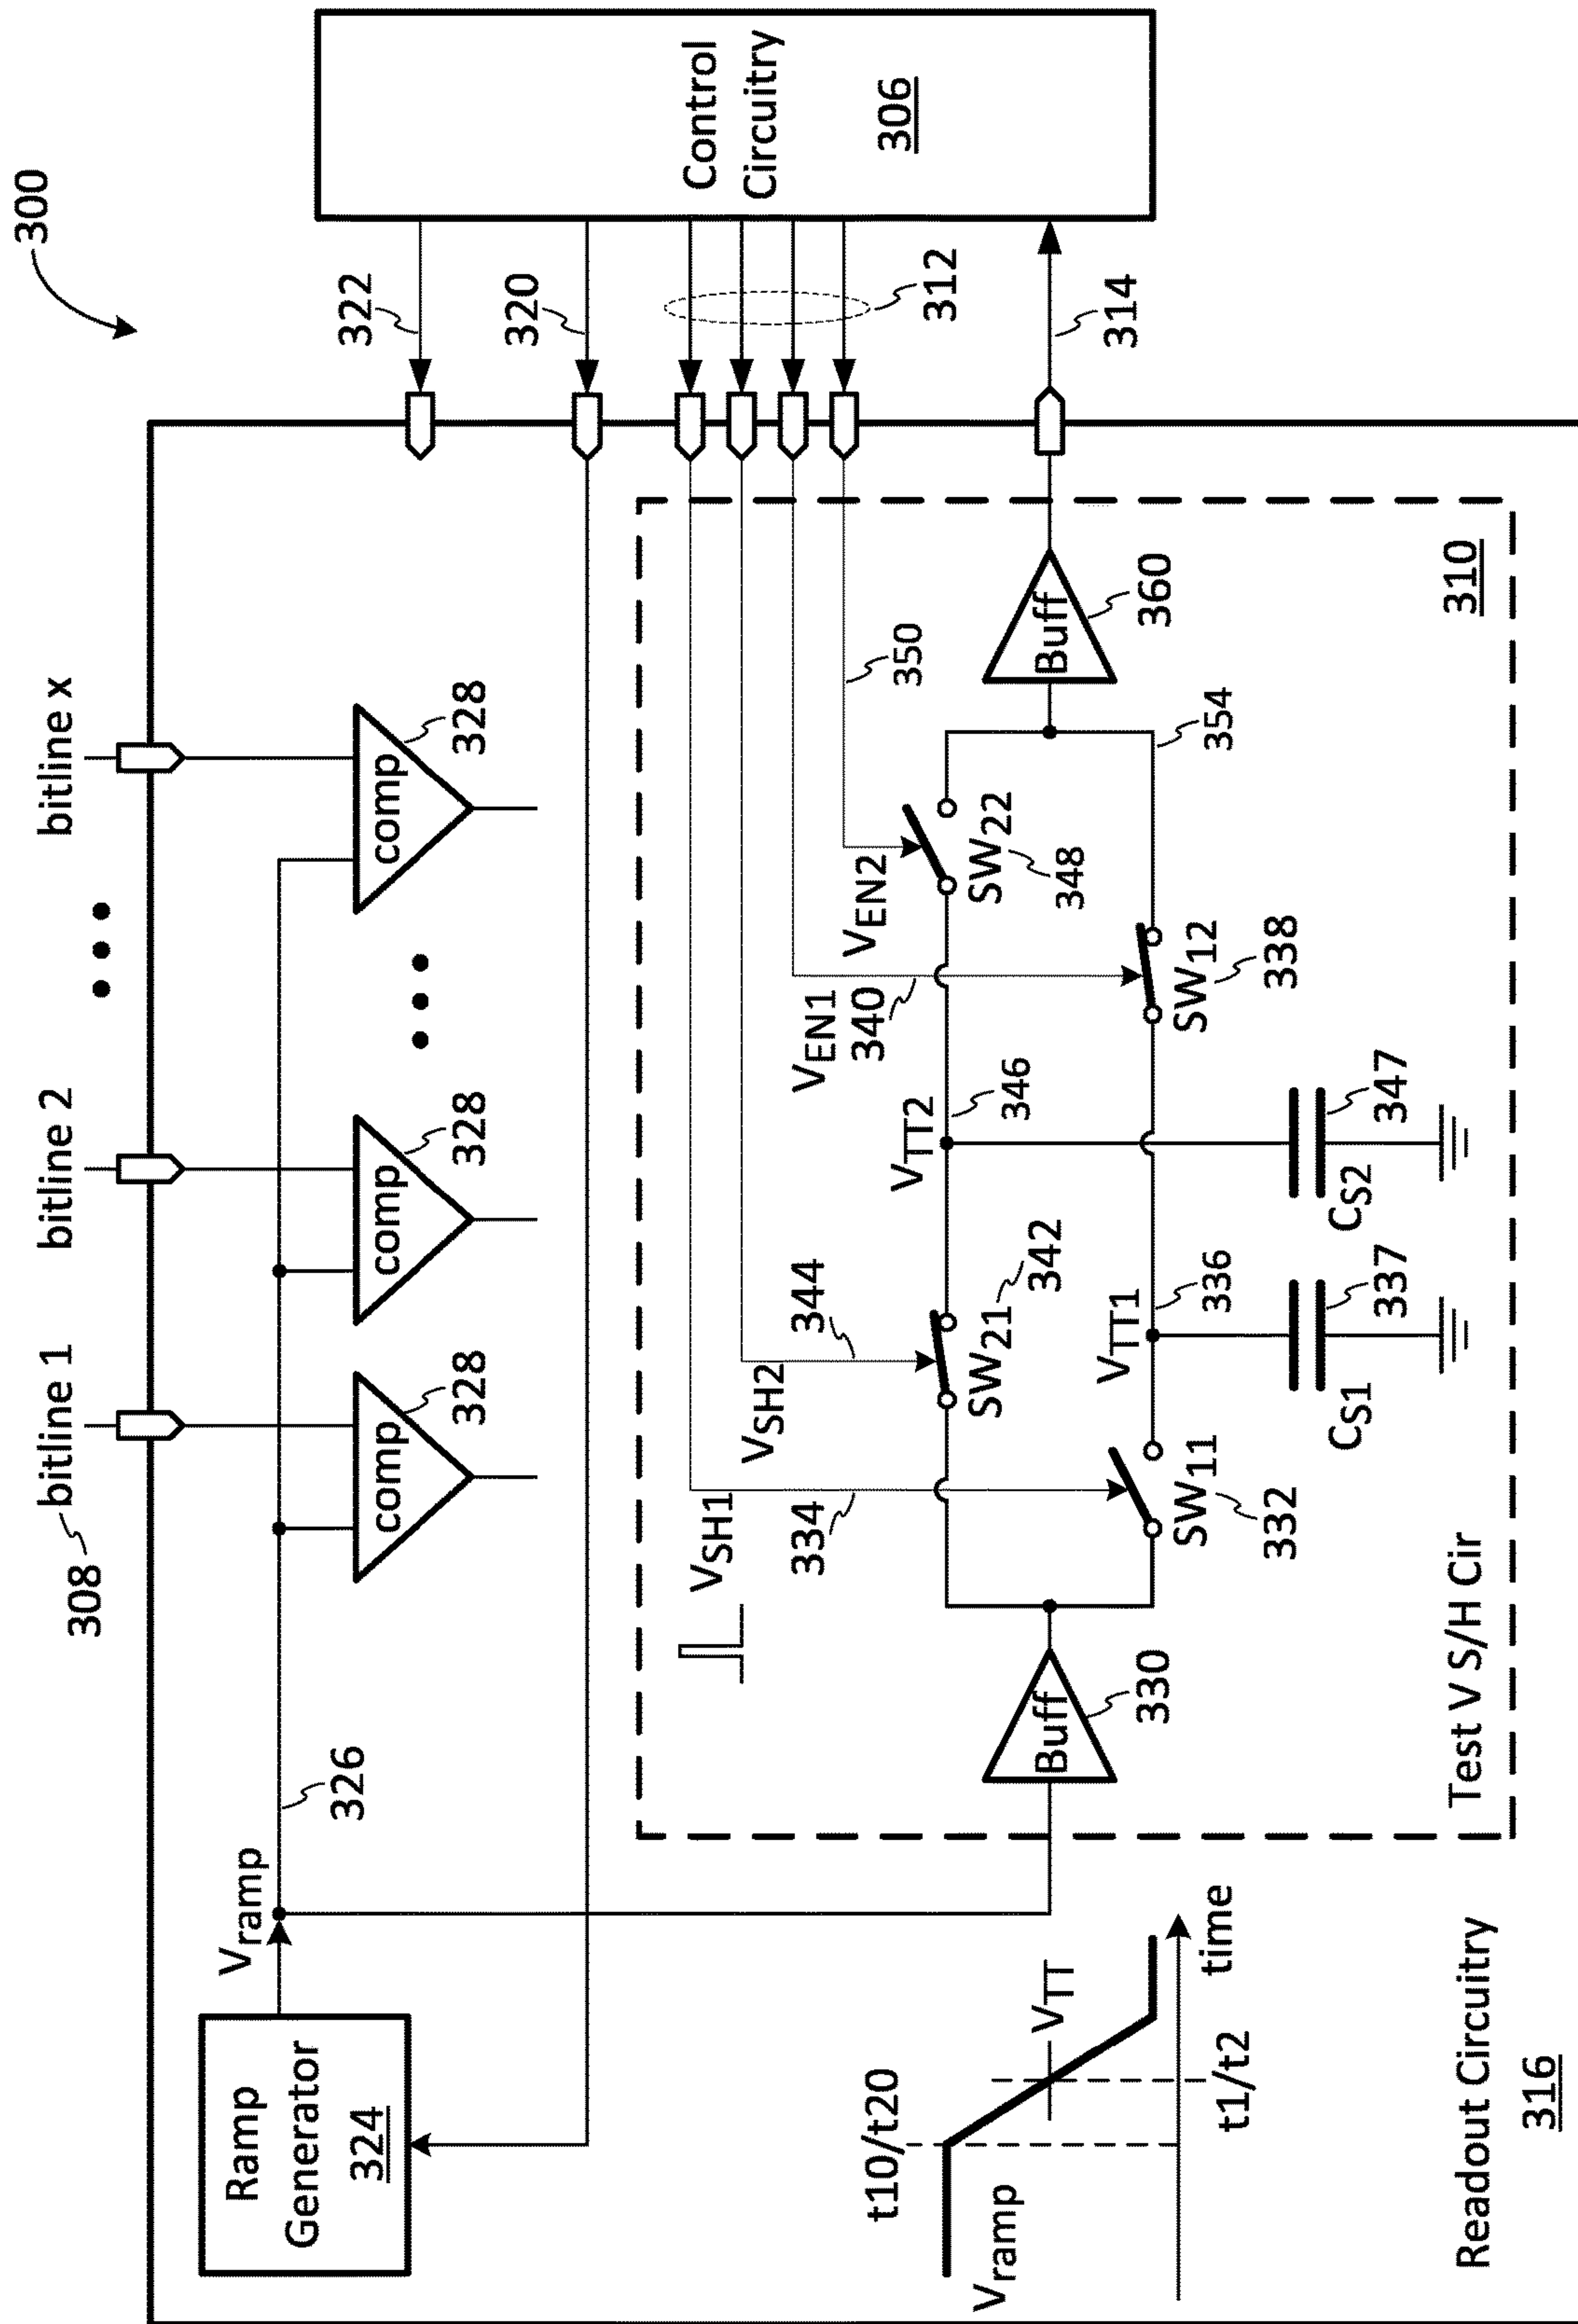 300
308
bitline 1
bitline 2
bitline x
Vramp
326
Ramp
Generator
324
comp
328
comp
328
comp
328
322
320
312
314
Control
Circuitry
306
VSH1
334
VSH2
344
VEN1
340
VEN2
350
SW21
342
VTT2
346
SW22
348
Buff
330
SW11
332
VTT1
336
SW12
338
354
Buff
360
CS1
337
CS2
347
Test V S/H Cir
310
t10/t20
Vramp
VTT
time
t1/t2
Readout Circuitry
316